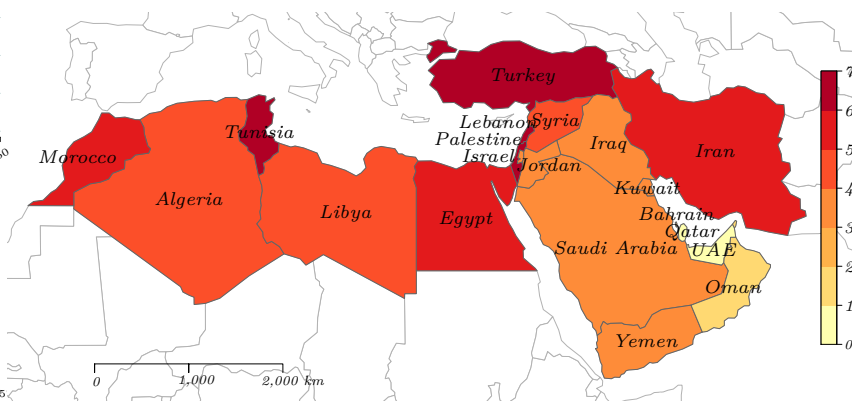 Turkey
7
6
5
4
3
2
1
0
Tunisia
Lebanon
Syria
Palestine
Israel
Iraq
Iran
Morocco
Jordan
Kuwait
Algeria
Libya
Egypt
Bahrain
Qatar
Saudi Arabia
UAE
Oman
Yemen
0
1,000
2,000 km